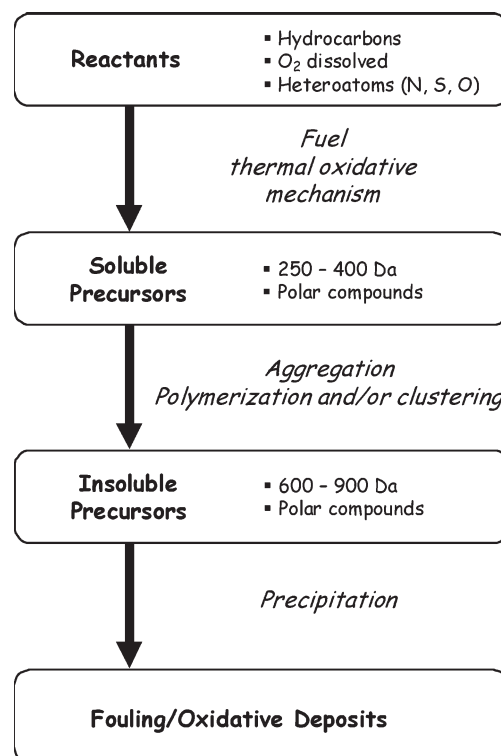 Reactants
▪ Hydrocarbons
▪ O₂ dissolved
▪ Heteroatoms (N, S, O)
Fuel
thermal oxidative
mechanism
Soluble
Precursors
▪ 250 – 400 Da
▪ Polar compounds
Aggregation
Polymerization and/or clustering
Insoluble
Precursors
▪ 600 – 900 Da
▪ Polar compounds
Precipitation
Fouling/Oxidative Deposits